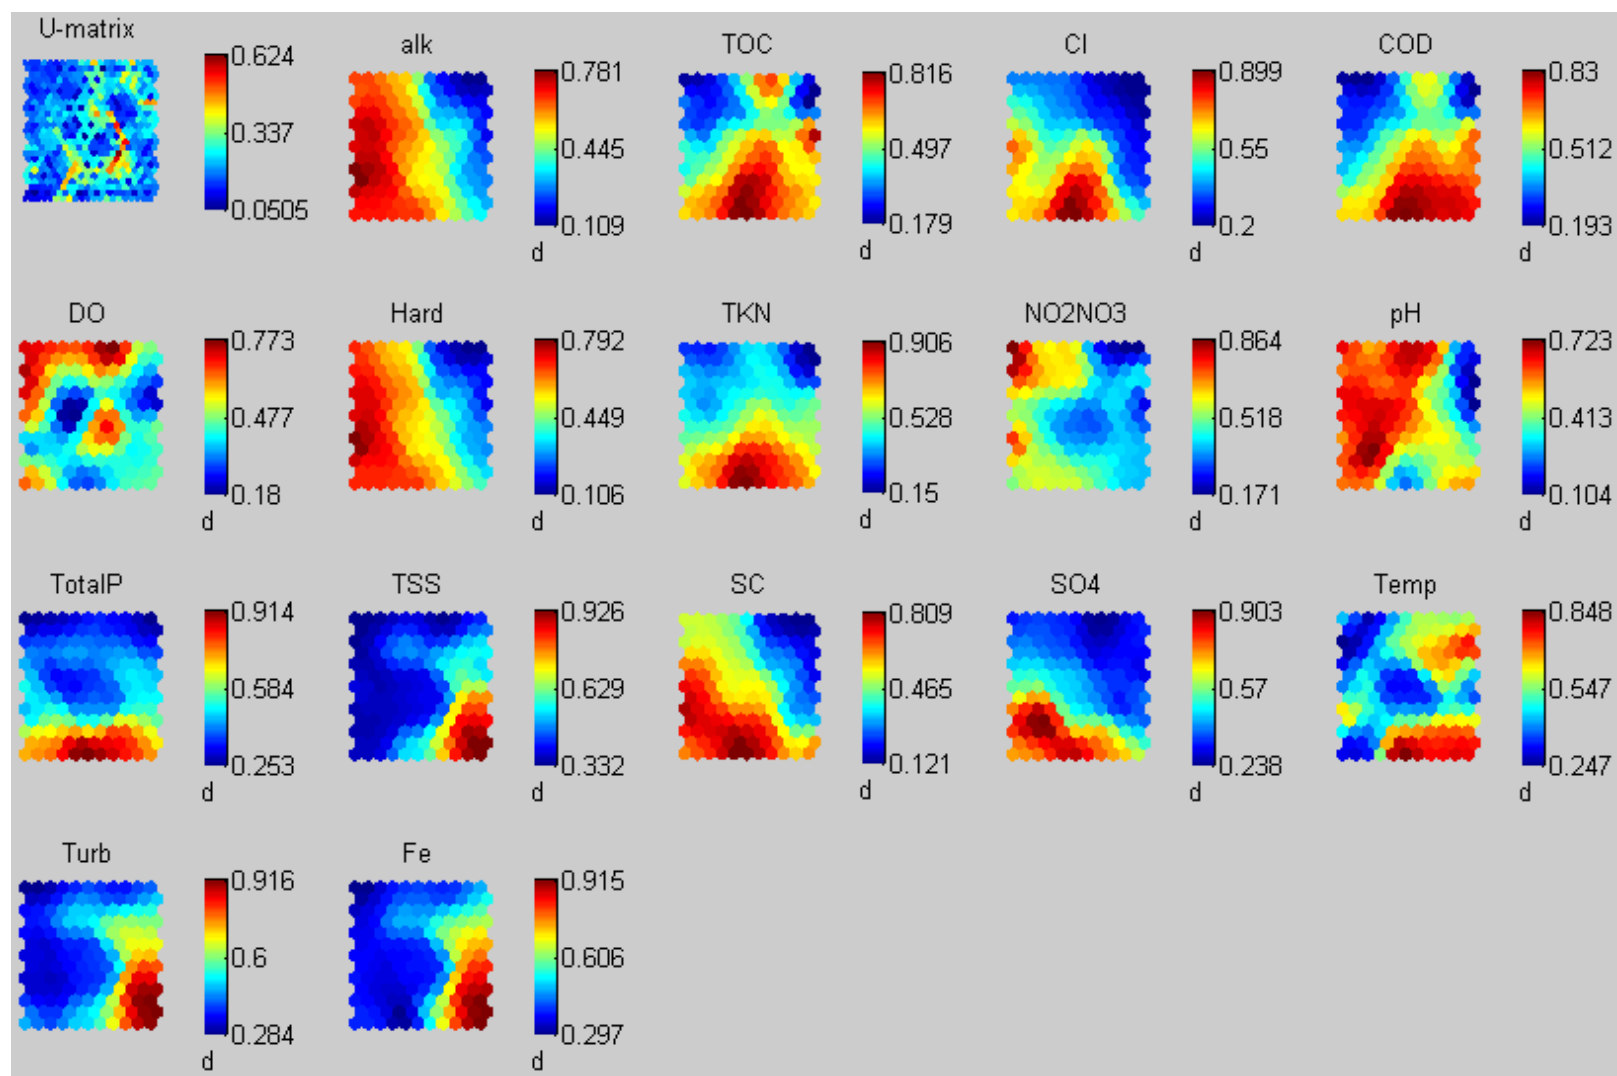 U-matrix
0.624
0.337
0.0505
alk
0.781
0.445
0.109
d
TOC
0.816
0.497
0.179
d
Cl
0.899
0.55
0.2
d
COD
0.83
0.512
0.193
d
DO
0.773
0.477
0.18
d
Hard
0.792
0.449
0.106
d
TKN
0.906
0.528
0.15
d
NO2NO3
0.864
0.518
0.171
d
pH
0.723
0.413
0.104
d
TotalP
0.914
0.584
0.253
d
TSS
0.926
0.629
0.332
d
SC
0.809
0.465
0.121
d
SO4
0.903
0.57
0.238
d
Temp
0.848
0.547
0.247
d
Turb
0.916
0.6
0.284
d
Fe
0.915
0.606
0.297
d